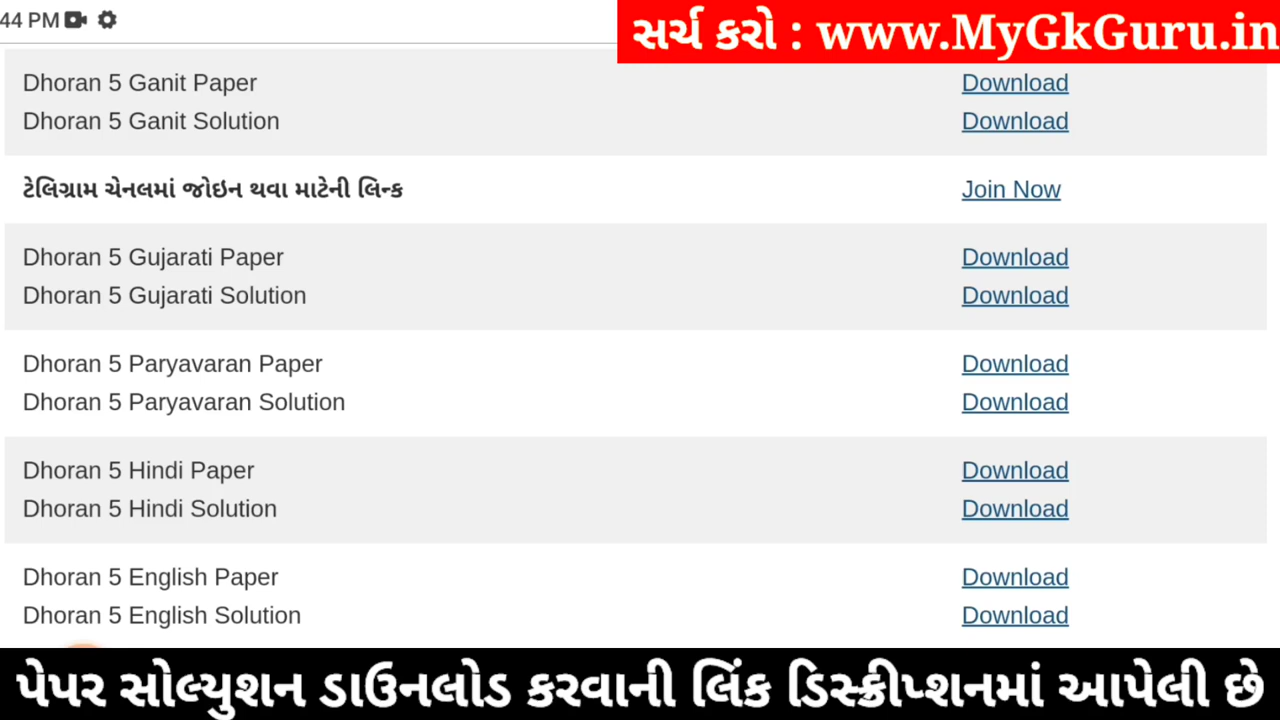 44 PM
સર્ચ કરો : www.MyGkGuru.in
Dhoran 5 Ganit Paper Download
Dhoran 5 Ganit Solution Download
ટેલિગ્રામ ચેનલમાં જોઇન થવા માટેની લિન્ક Join Now
Dhoran 5 Gujarati Paper Download
Dhoran 5 Gujarati Solution Download
Dhoran 5 Paryavaran Paper Download
Dhoran 5 Paryavaran Solution Download
Dhoran 5 Hindi Paper Download
Dhoran 5 Hindi Solution Download
Dhoran 5 English Paper Download
Dhoran 5 English Solution Download
પેપર સોલ્યુશન ડાઉનલોડ કરવાની લિંક ડિસ્ક્રીપ્શનમાં આપેલી છે